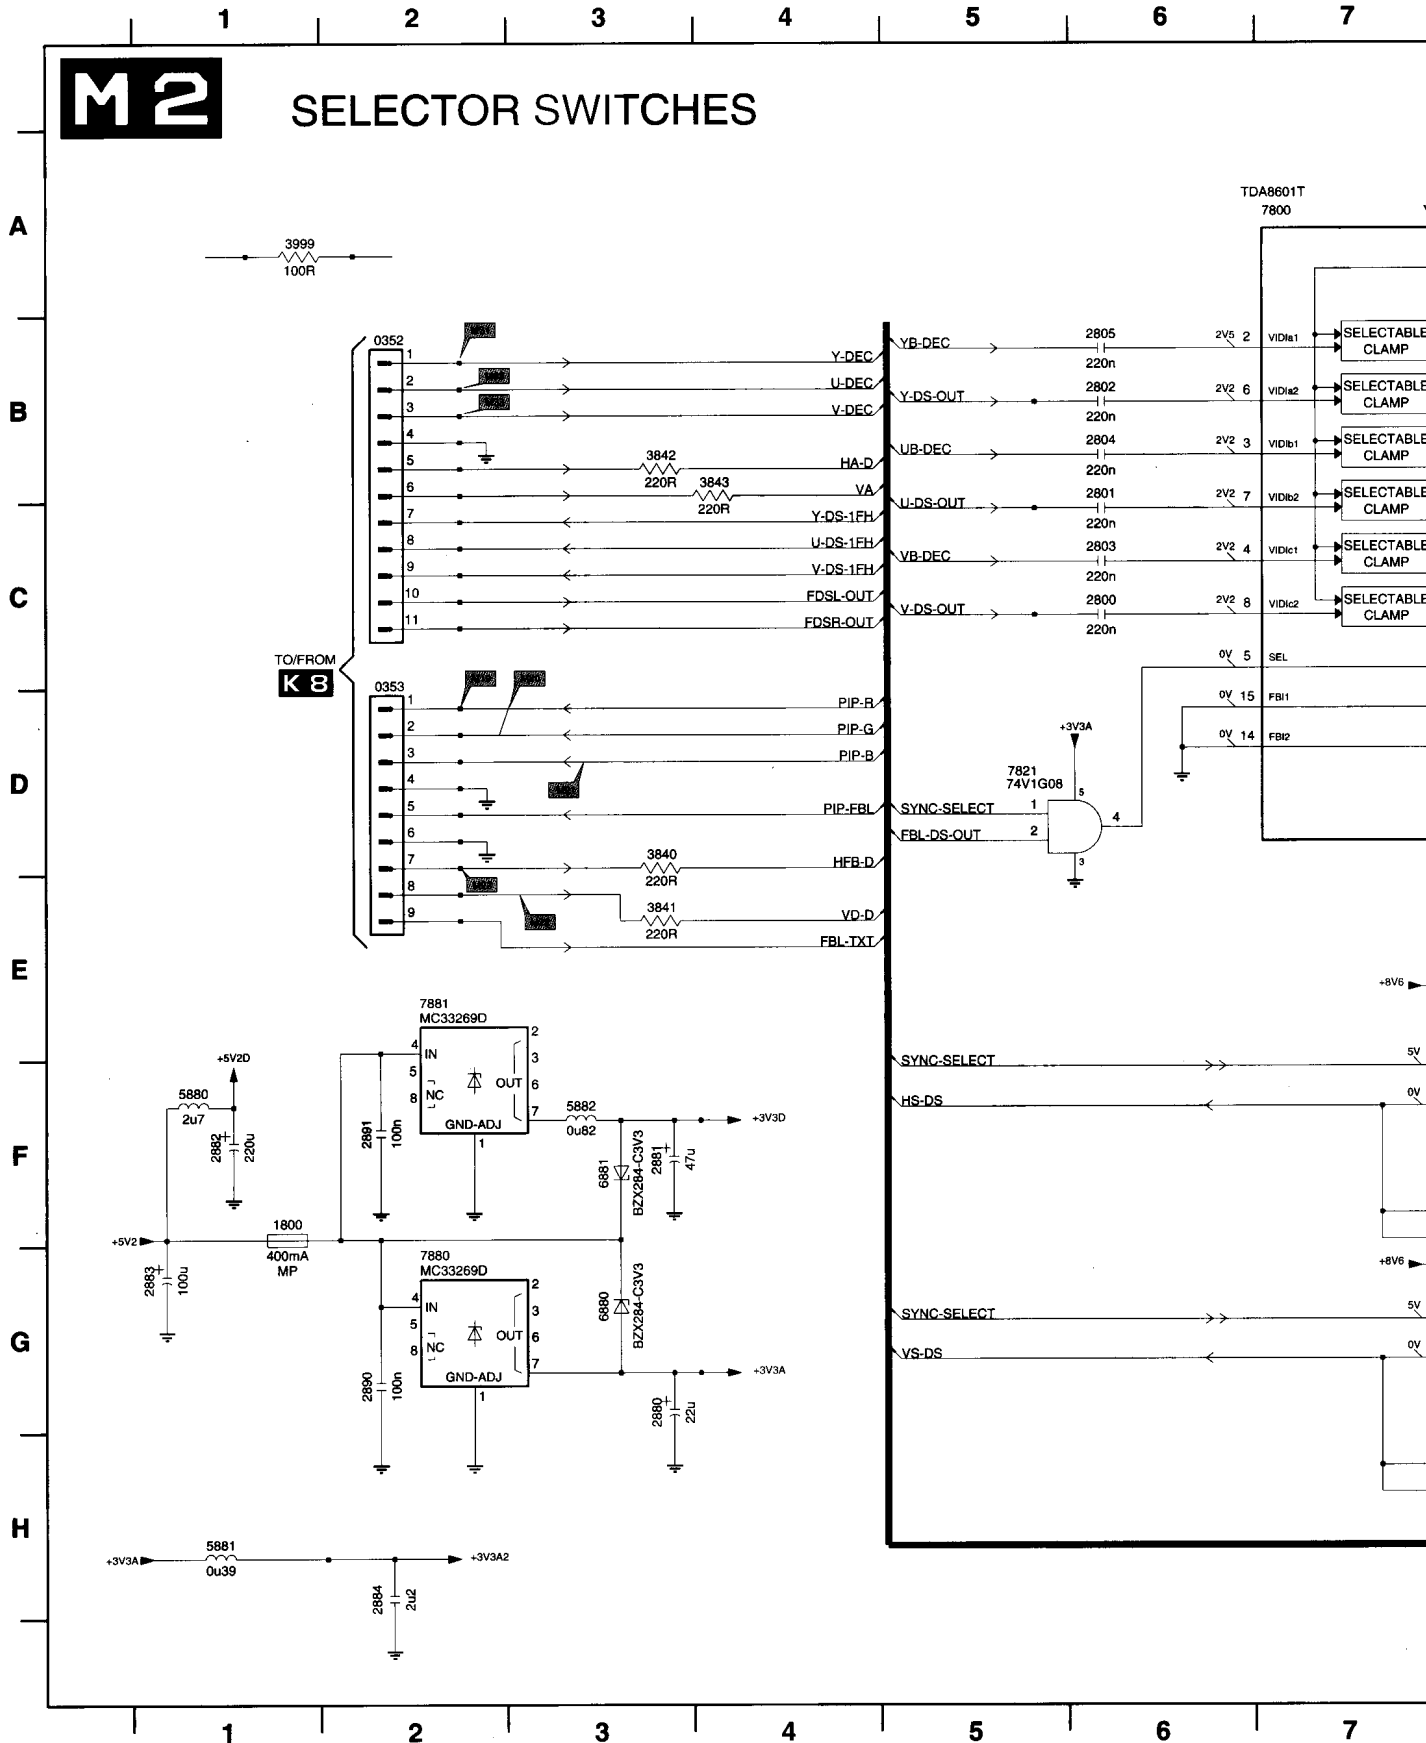 1 2 3 4 5 6 7
M 2 SELECTOR SWITCHES
A
B
C
D
E
F
G
H
TDA8601T
7800
3999
100R
0352
1 Y-DEC
2 U-DEC
3 V-DEC
4
5 3842 220R HA-D
6 3843 220R VA
7 Y-DS-1FH
8 U-DS-1FH
9 V-DS-1FH
10 FDSL-OUT
11 FDSR-OUT
TO/FROM
K 8
0353
1 PIP-R
2 PIP-G
3 PIP-B
4
5 PIP-FBL
6
7 3840 220R HFB-D
8 3841 220R VD-D
9 FBL-TXT
YB-DEC 2805 220n 2V5 2 VIDIa1 SELECTABLE CLAMP
Y-DS-OUT 2802 220n 2V2 6 VIDIa2 SELECTABLE CLAMP
UB-DEC 2804 220n 2V2 3 VIDIb1 SELECTABLE CLAMP
U-DS-OUT 2801 220n 2V2 7 VIDIb2 SELECTABLE CLAMP
VB-DEC 2803 220n 2V2 4 VIDIc1 SELECTABLE CLAMP
V-DS-OUT 2800 220n 2V2 8 VIDIc2 SELECTABLE CLAMP
0V 5 SEL
0V 15 FBI1
0V 14 FBI2
+3V3A
7821
74V1G08
5
SYNC-SELECT 1
4
FBL-DS-OUT 2
3
+8V6
SYNC-SELECT 5V
HS-DS 0V
+8V6
SYNC-SELECT 5V
VS-DS 0V
7881
MC33269D
4 IN 2
5 3
8 NC OUT 6
7
GND-ADJ
1
+5V2D
5880
2u7
2882 + 220u
2891 100n
5882
0u82
+3V3D
6881 BZX284-C3V3
2881 + 47u
+5V2
1800
400mA
MP
2883 + 100u
7880
MC33269D
4 IN 2
5 3
8 NC OUT 6
7
GND-ADJ
1
2890 100n
6880 BZX284-C3V3
+3V3A
2880 + 22u
+3V3A
5881
0u39
+3V3A2
2884 2u2
1 2 3 4 5 6 7